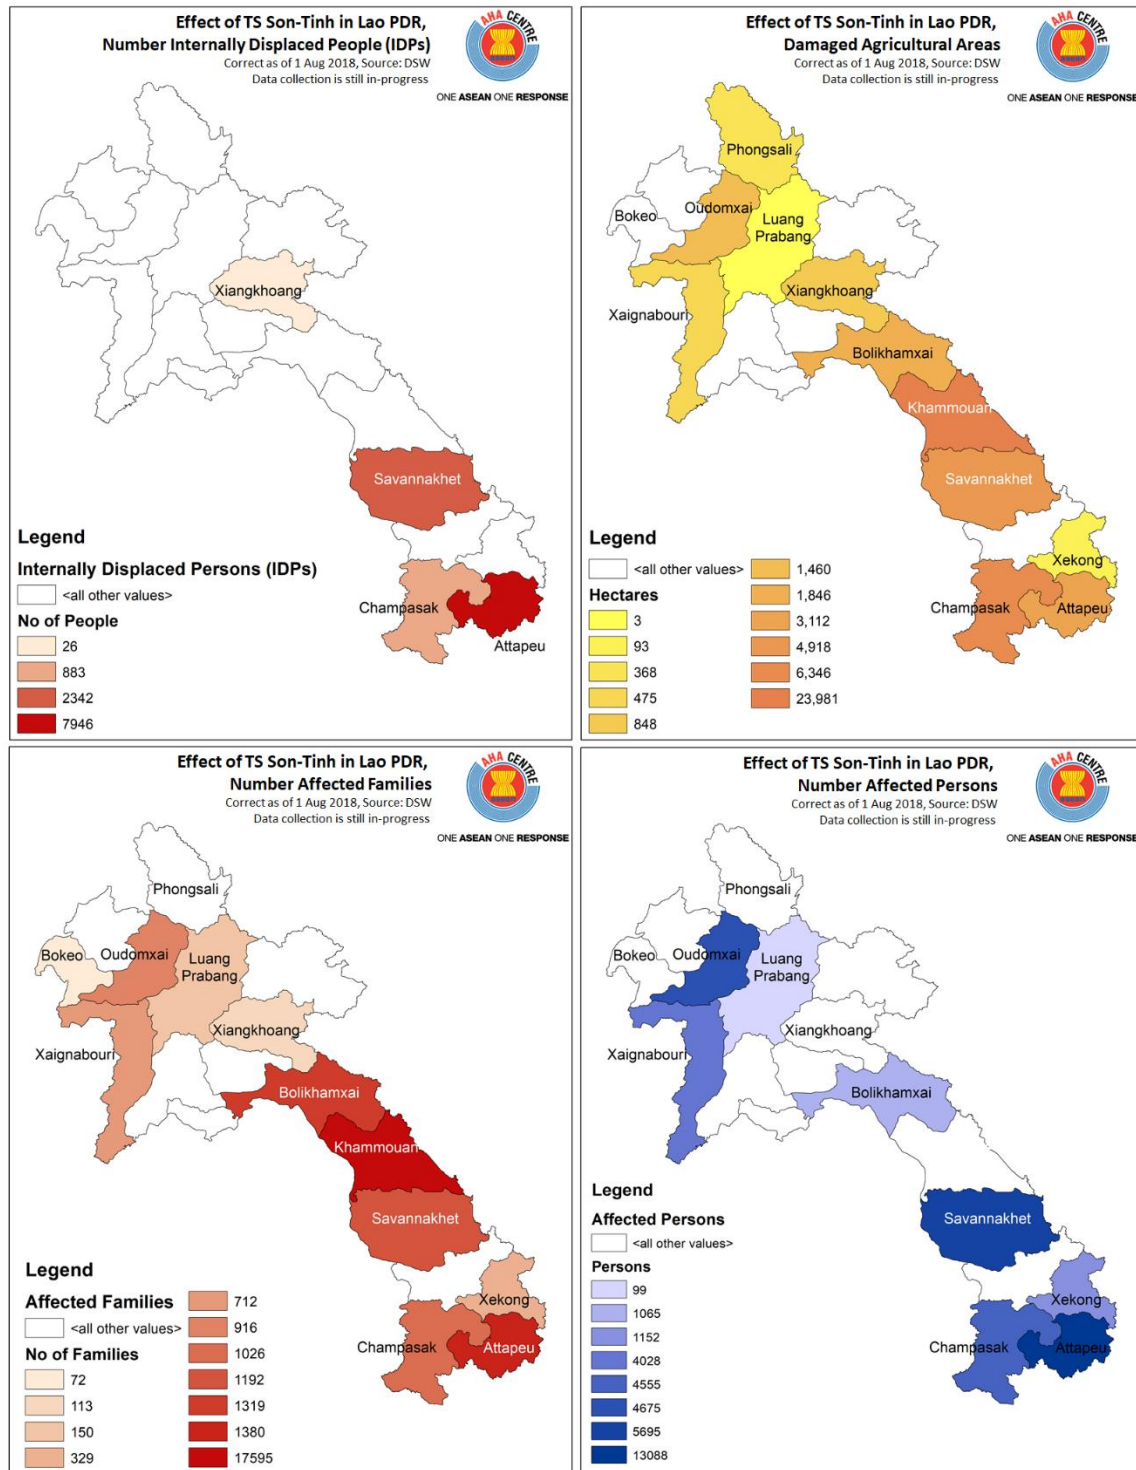 Effect of TS Son-Tinh in Lao PDR,
Number Internally Displaced People (IDPs)
Correct as of 1 Aug 2018, Source: DSW
Data collection is still in-progress
AHA CENTRE
asean
ONE ASEAN ONE RESPONSE
Xiangkhoang
Savannakhet
Champasak
Attapeu
Legend
Internally Displaced Persons (IDPs)
<all other values>
No of People
26
883
2342
7946
Effect of TS Son-Tinh in Lao PDR,
Damaged Agricultural Areas
Correct as of 1 Aug 2018, Source: DSW
Data collection is still in-progress
AHA CENTRE
asean
ONE ASEAN ONE RESPONSE
Phongsali
Bokeo
Oudomxai
Luang
Prabang
Xiangkhoang
Xaignabouri
Bolikhamxai
Khammouan
Savannakhet
Xekong
Champasak
Attapeu
Legend
<all other values>
Hectares
3
93
368
475
848
1,460
1,846
3,112
4,918
6,346
23,981
Effect of TS Son-Tinh in Lao PDR,
Number Affected Families
Correct as of 1 Aug 2018, Source: DSW
Data collection is still in-progress
AHA CENTRE
asean
ONE ASEAN ONE RESPONSE
Phongsali
Bokeo
Oudomxai
Luang
Prabang
Xiangkhoang
Xaignabouri
Bolikhamxai
Khammouan
Savannakhet
Xekong
Champasak
Attapeu
Legend
Affected Families
<all other values>
No of Families
72
113
150
329
712
916
1026
1192
1319
1380
17595
Effect of TS Son-Tinh in Lao PDR,
Number Affected Persons
Correct as of 1 Aug 2018, Source: DSW
Data collection is still in-progress
AHA CENTRE
asean
ONE ASEAN ONE RESPONSE
Phongsali
Bokeo
Oudomxai
Luang
Prabang
Xiangkhoang
Xaignabouri
Bolikhamxai
Savannakhet
Xekong
Champasak
Attapeu
Legend
Affected Persons
<all other values>
Persons
99
1065
1152
4028
4555
4675
5695
13088